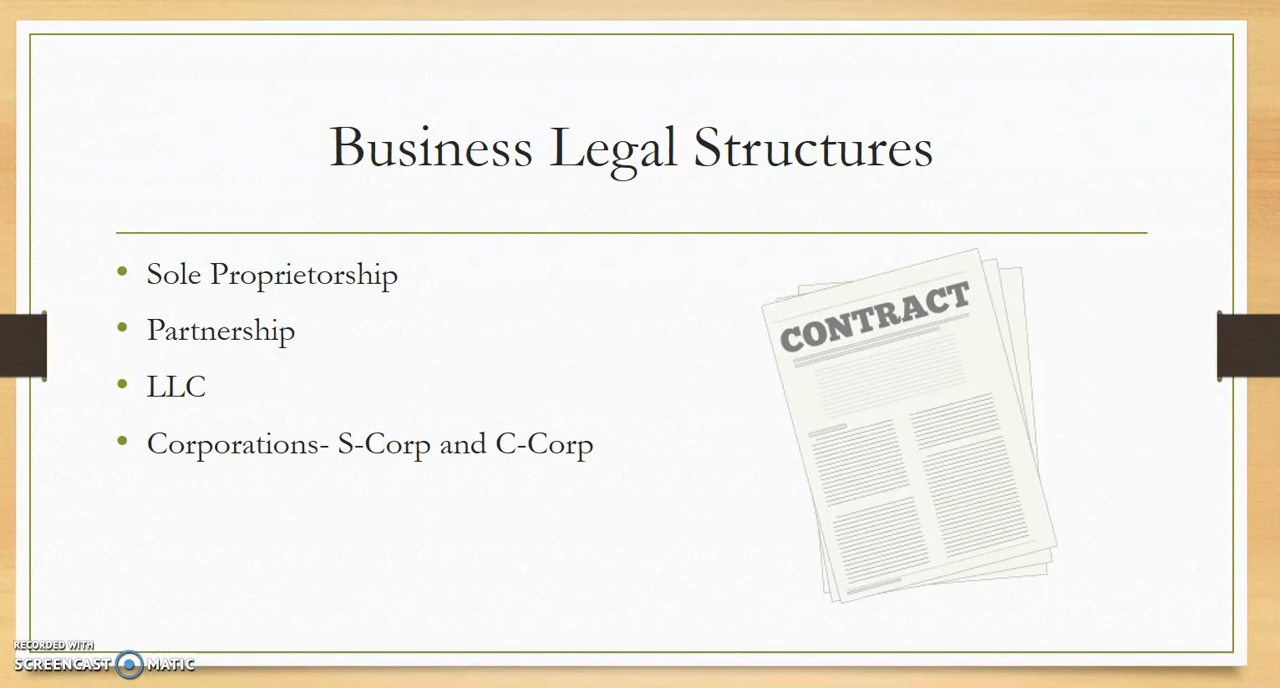 Business Legal Structures
Sole Proprietorship
Partnership
LLC
Corporations- S-Corp and C-Corp
CONTRACT
RECORDED WITH
SCREENCAST MATIC